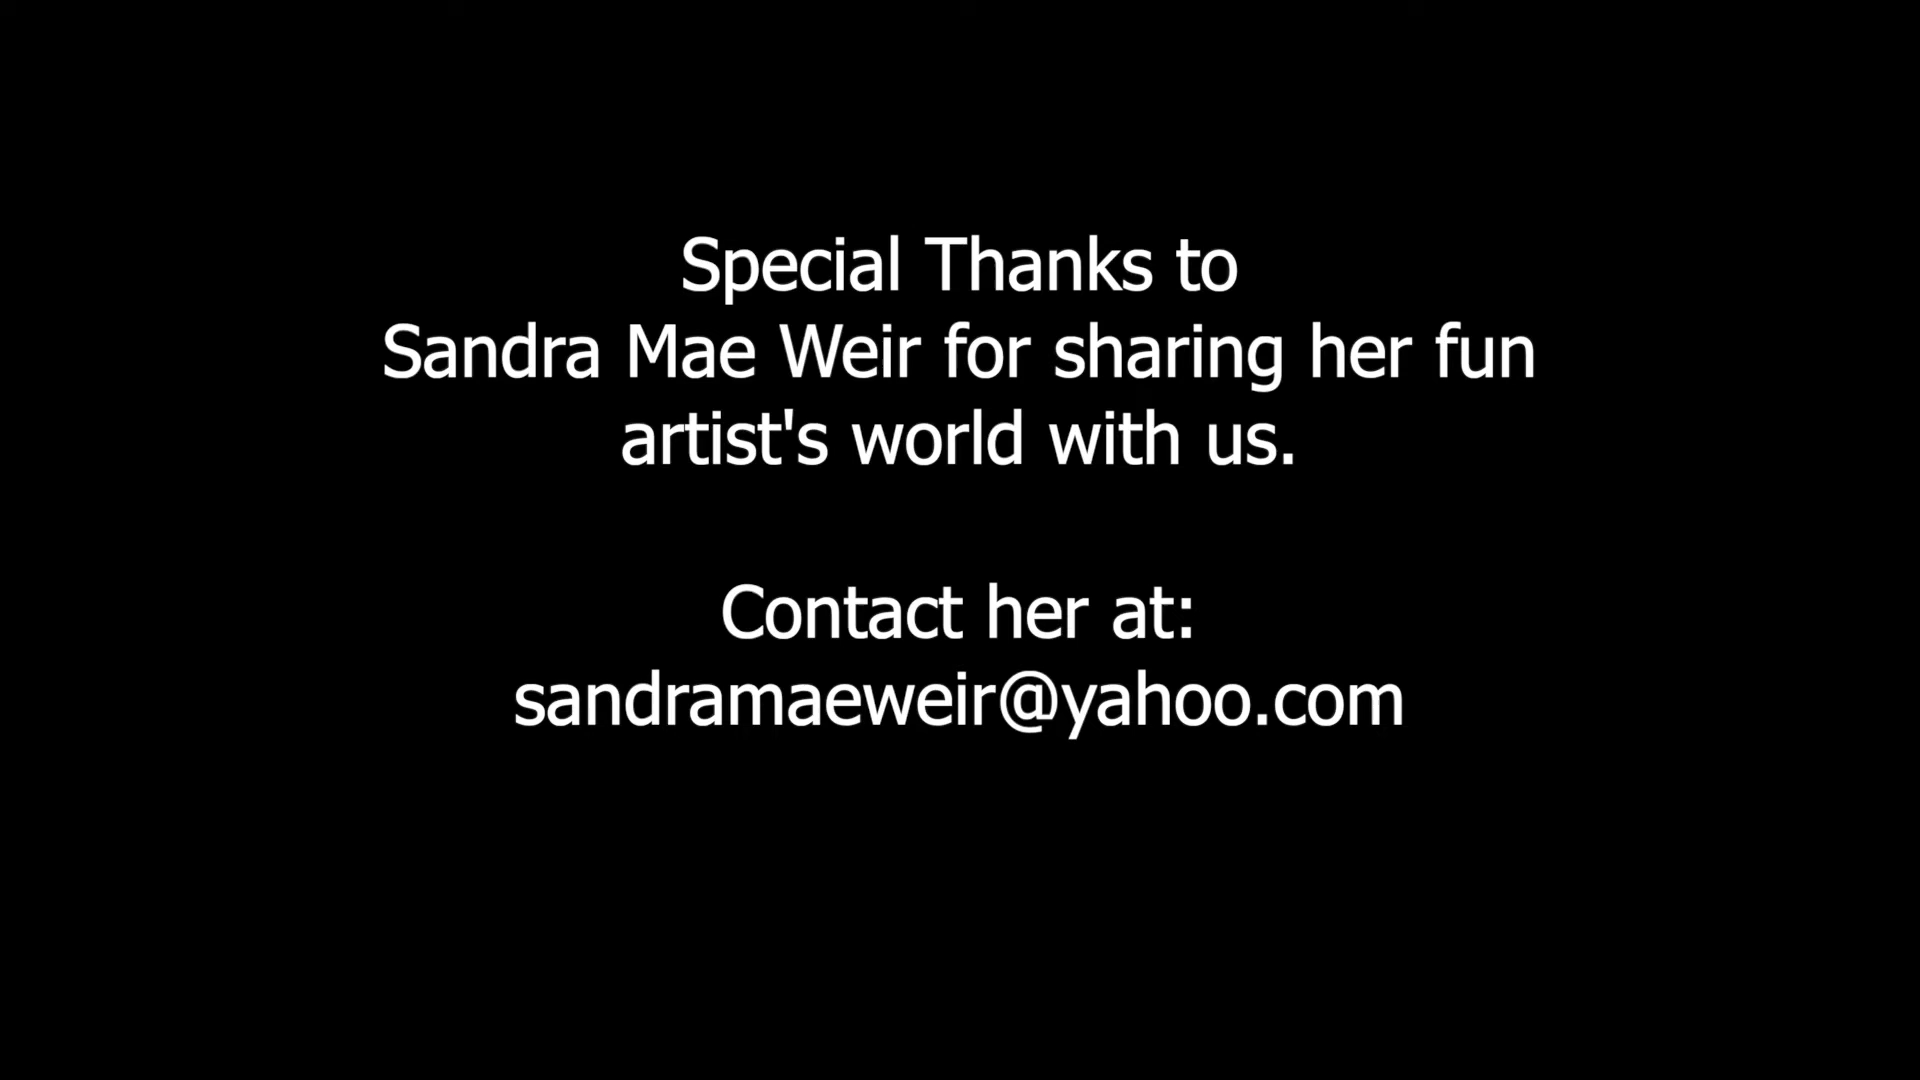 Special Thanks to
Sandra Mae Weir for sharing her fun
artist's world with us.
Contact her at:
sandramaeweir@yahoo.com